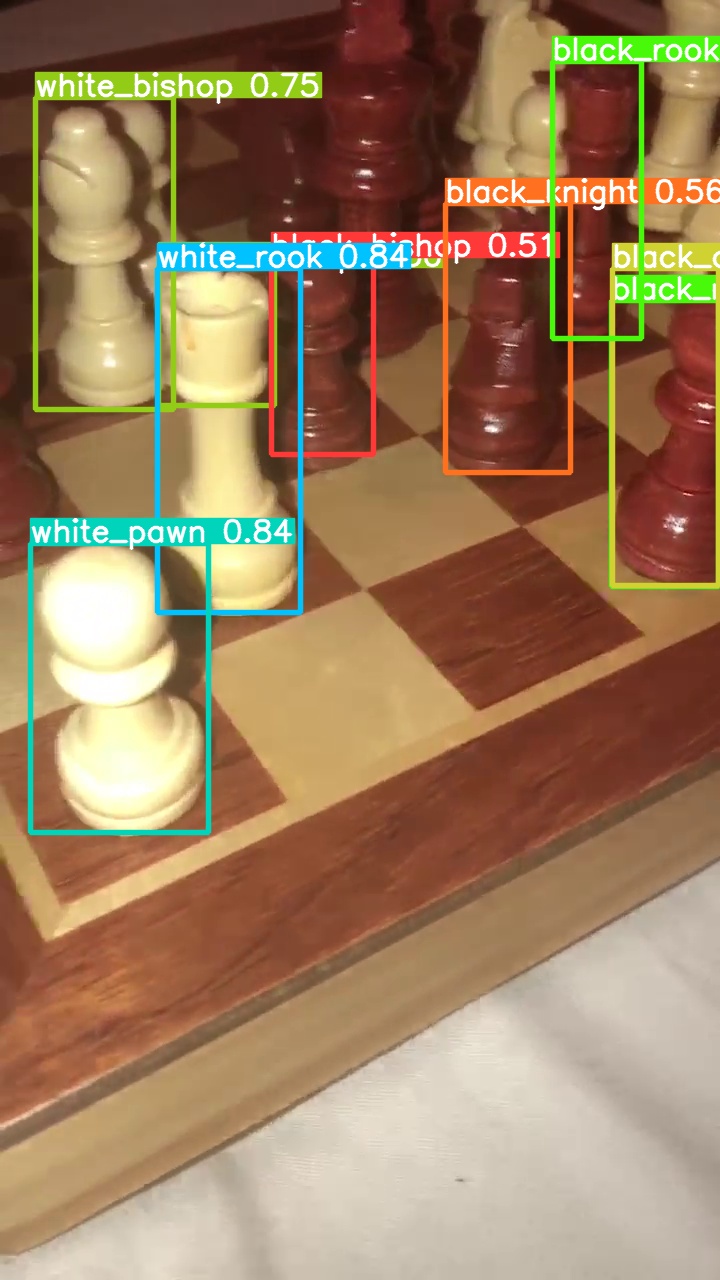 black_rook
white_bishop 0.75
black_knight 0.56
black_bishop 0.51
white_rook 0.84
white_pawn 0.84